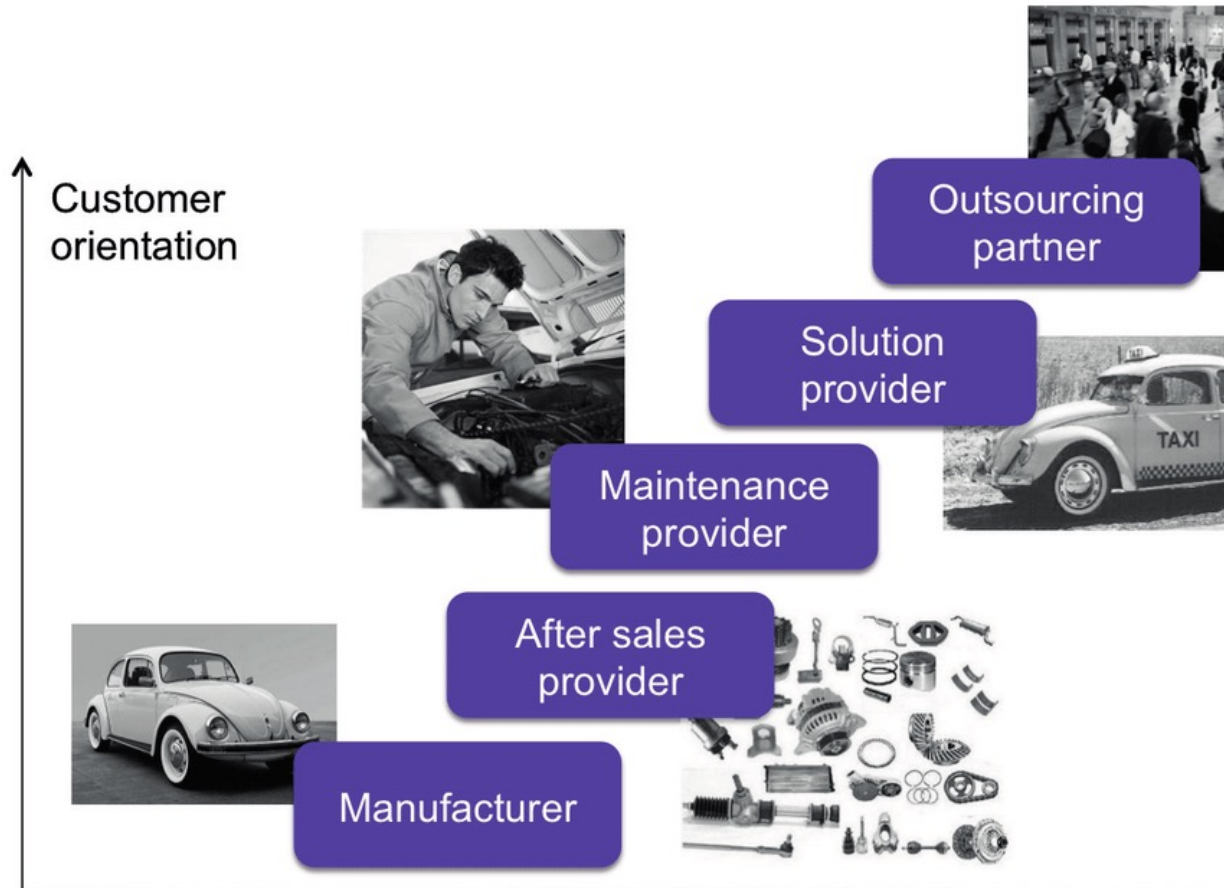 Customer
orientation
Outsourcing
partner
Solution
provider
TAXI
Maintenance
provider
After sales
provider
Manufacturer